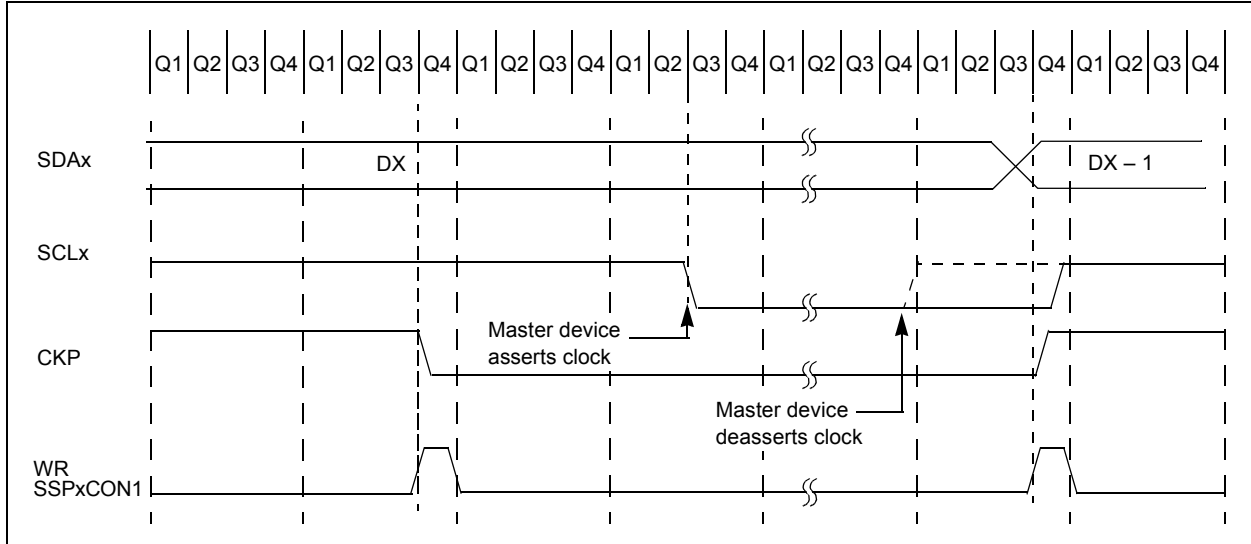 Q1 Q2 Q3 Q4 Q1 Q2 Q3 Q4 Q1 Q2 Q3 Q4 Q1 Q2 Q3 Q4 Q1 Q2 Q3 Q4 Q1 Q2 Q3 Q4 Q1 Q2 Q3 Q4
SDAx
DX
DX – 1
SCLx
Master device
asserts clock
CKP
Master device
deasserts clock
WR
SSPxCON1